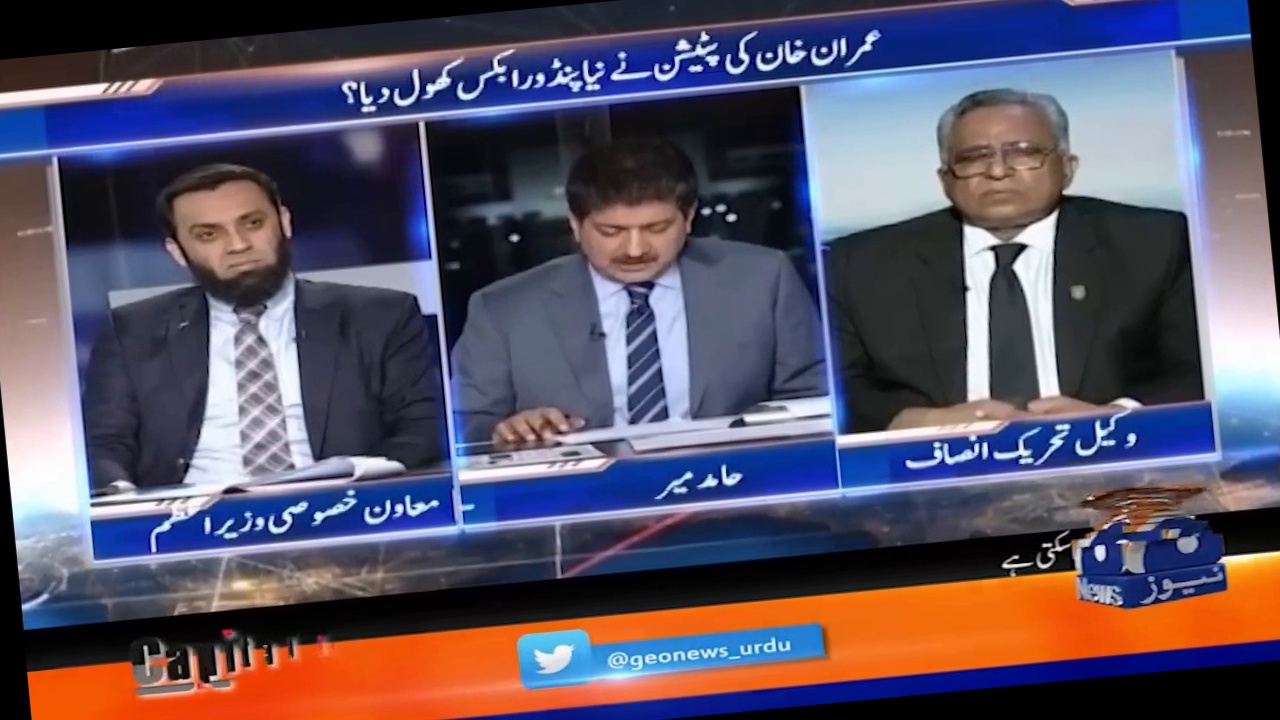 عمران خان کی پٹیشن نے نیا پنڈورا بکس کھول دیا؟
وکیل تحریک انصاف
حامد میر
معاون خصوصی وزیر اعظم
سکتی ہے
News نیوز
@geonews_urdu